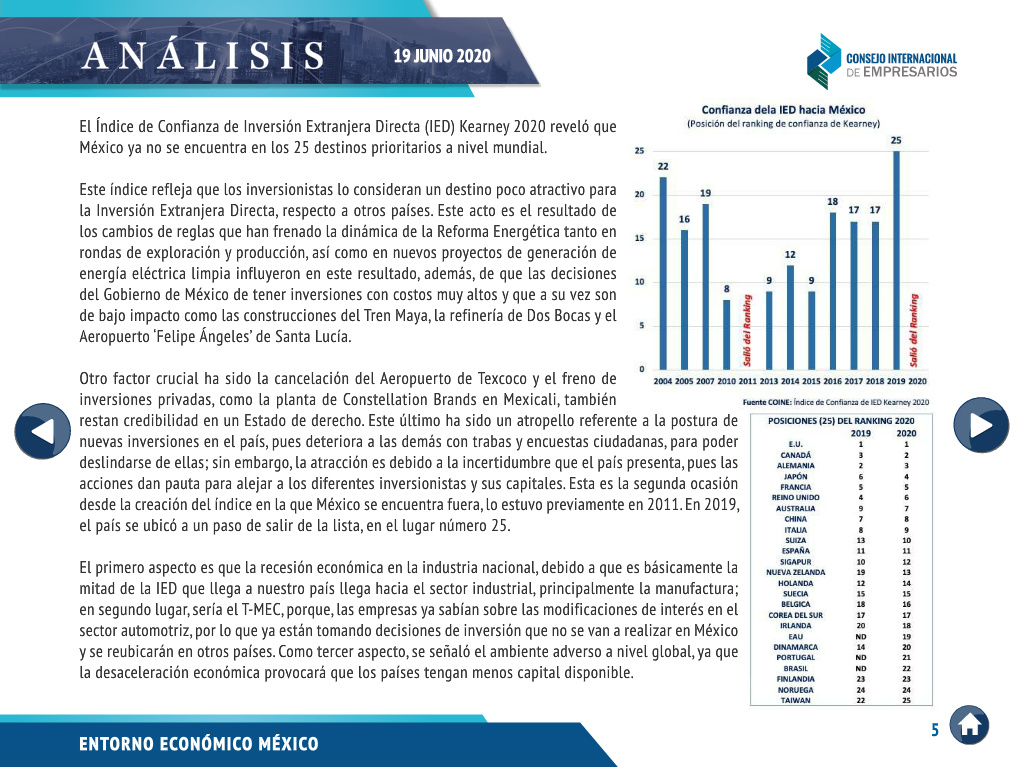 ANÁLISIS
19 JUNIO 2020
CONSEJO INTERNACIONAL
DE EMPRESARIOS
El Índice de Confianza de Inversión Extranjera Directa (IED) Kearney 2020 reveló que
México ya no se encuentra en los 25 destinos prioritarios a nivel mundial.
Este índice refleja que los inversionistas lo consideran un destino poco atractivo para
la Inversión Extranjera Directa, respecto a otros países. Este acto es el resultado de
los cambios de reglas que han frenado la dinámica de la Reforma Energética tanto en
rondas de exploración y producción, así como en nuevos proyectos de generación de
energía eléctrica limpia influyeron en este resultado, además, de que las decisiones
del Gobierno de México de tener inversiones con costos muy altos y que a su vez son
de bajo impacto como las construcciones del Tren Maya, la refinería de Dos Bocas y el
Aeropuerto ‘Felipe Ángeles’ de Santa Lucía.
Otro factor crucial ha sido la cancelación del Aeropuerto de Texcoco y el freno de
inversiones privadas, como la planta de Constellation Brands en Mexicali, también
restan credibilidad en un Estado de derecho. Este último ha sido un atropello referente a la postura de
nuevas inversiones en el país, pues deteriora a las demás con trabas y encuestas ciudadanas, para poder
deslindarse de ellas; sin embargo, la atracción es debido a la incertidumbre que el país presenta, pues las
acciones dan pauta para alejar a los diferentes inversionistas y sus capitales. Esta es la segunda ocasión
desde la creación del índice en la que México se encuentra fuera, lo estuvo previamente en 2011. En 2019,
el país se ubicó a un paso de salir de la lista, en el lugar número 25.
El primero aspecto es que la recesión económica en la industria nacional, debido a que es básicamente la
mitad de la IED que llega a nuestro país llega hacia el sector industrial, principalmente la manufactura;
en segundo lugar, sería el T-MEC, porque, las empresas ya sabían sobre las modificaciones de interés en el
sector automotriz, por lo que ya están tomando decisiones de inversión que no se van a realizar en México
y se reubicarán en otros países. Como tercer aspecto, se señaló el ambiente adverso a nivel global, ya que
la desaceleración económica provocará que los países tengan menos capital disponible.
Confianza dela IED hacia México
(Posición del ranking de confianza de Kearney)
25
20
15
10
5
0
22
16
19
8
Salió del Ranking
9
12
9
18
17
17
25
Salió del Ranking
2004 2005 2007 2010 2011 2013 2014 2015 2016 2017 2018 2019 2020
Fuente COINE: Índice de Confianza de IED Kearney 2020
POSICIONES (25) DEL RANKING 2020
2019 2020
E.U. 1 1
CANADÁ 3 2
ALEMANIA 2 3
JAPÓN 6 4
FRANCIA 5 5
REINO UNIDO 4 6
AUSTRALIA 9 7
CHINA 7 8
ITALIA 8 9
SUIZA 13 10
ESPAÑA 11 11
SIGAPUR 10 12
NUEVA ZELANDA 19 13
HOLANDA 12 14
SUECIA 15 15
BELGICA 18 16
COREA DEL SUR 17 17
IRLANDA 20 18
EAU ND 19
DINAMARCA 14 20
PORTUGAL ND 21
BRASIL ND 22
FINLANDIA 23 23
NORUEGA 24 24
TAIWAN 22 25
ENTORNO ECONÓMICO MÉXICO
5